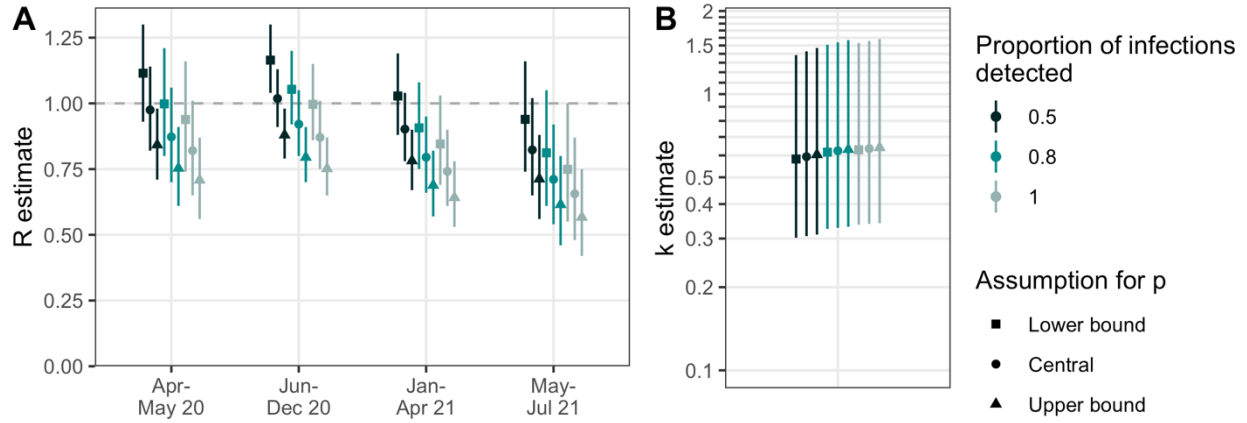 A
R estimate
1.25
1.00
0.75
0.50
0.25
0.00
Apr-
May 20
Jun-
Dec 20
Jan-
Apr 21
May-
Jul 21
B
k estimate
2
1.5
1
0.5
0.4
0.3
0.2
0.1
Proportion of infections
detected
0.5
0.8
1
Assumption for p
Lower bound
Central
Upper bound